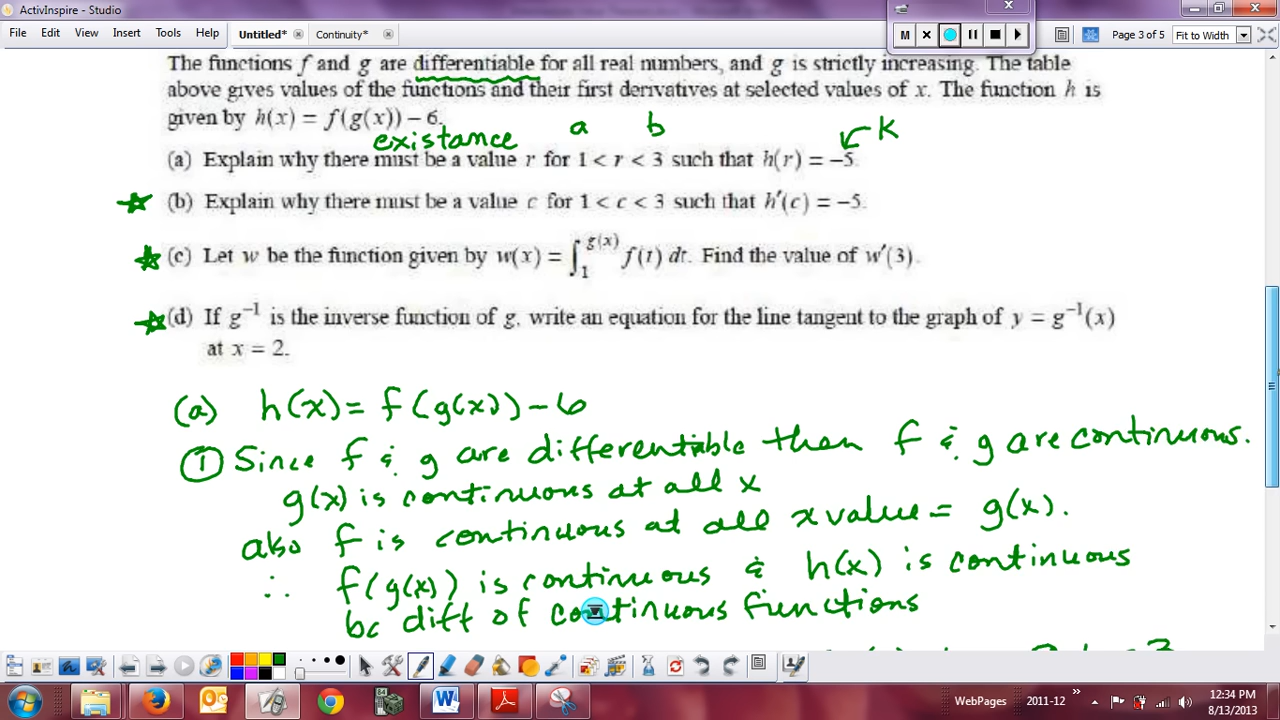 ActivInspire - Studio
File Edit View Insert Tools Help Untitled* Continuity* Page 3 of 5 Fit to Width
The functions f and g are differentiable for all real numbers, and g is strictly increasing. The table
above gives values of the functions and their first derivatives at selected values of x. The function h is
given by h(x) = f(g(x)) − 6.
a b K
existance
(a) Explain why there must be a value r for 1 < r < 3 such that h(r) = −5.
(b) Explain why there must be a value c for 1 < c < 3 such that h′(c) = −5.
(c) Let w be the function given by w(x) = ∫₁^g(x) f(t) dt. Find the value of w′(3).
(d) If g⁻¹ is the inverse function of g, write an equation for the line tangent to the graph of y = g⁻¹(x)
at x = 2.
(a) h(x) = f(g(x)) − 6
① Since f & g are differentiable then f & g are continuous.
g(x) is continuous at all x
also f is continuous at all x value = g(x).
∴ f(g(x)) is continuous & h(x) is continuous
bc diff of continuous functions
WebPages 2011-12 12:34 PM
8/13/2013